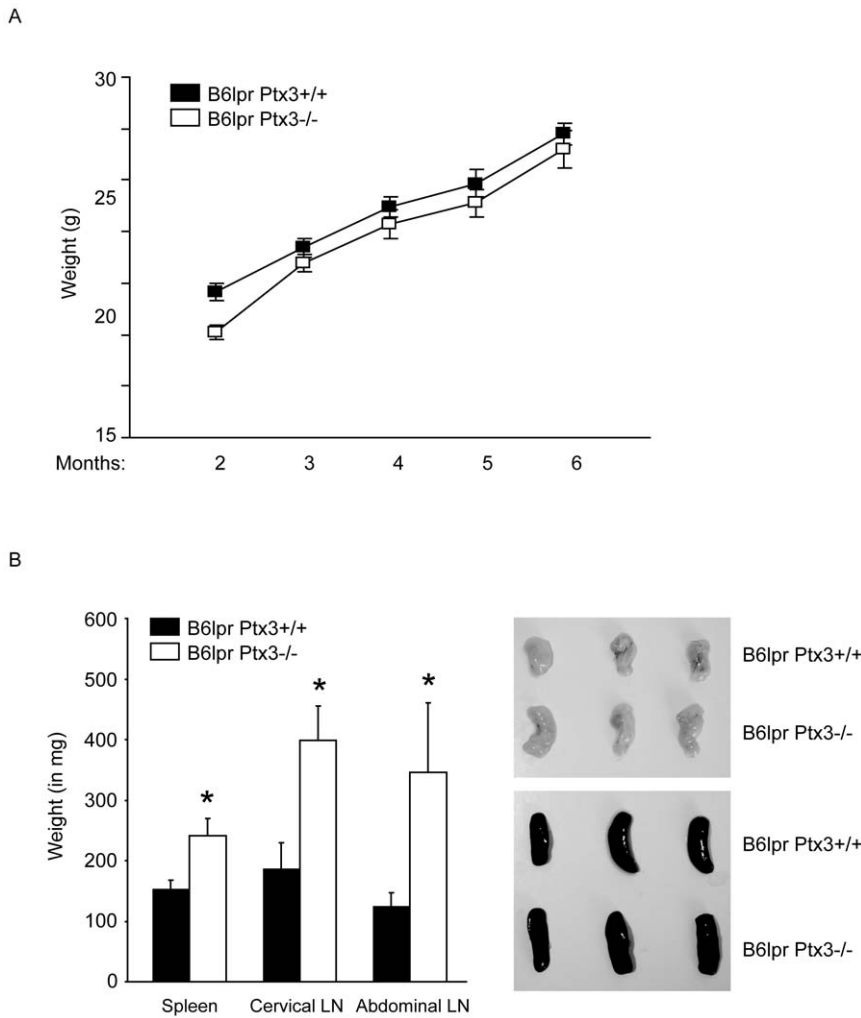 A
30
B6lpr Ptx3+/+
B6lpr Ptx3-/-
25
Weight (g)
20
15
Months: 2 3 4 5 6
B
600
B6lpr Ptx3+/+
B6lpr Ptx3-/-
500
400
300
200
100
0
Weight (in mg)
* * *
Spleen Cervical LN Abdominal LN
B6lpr Ptx3+/+
B6lpr Ptx3-/-
B6lpr Ptx3+/+
B6lpr Ptx3-/-